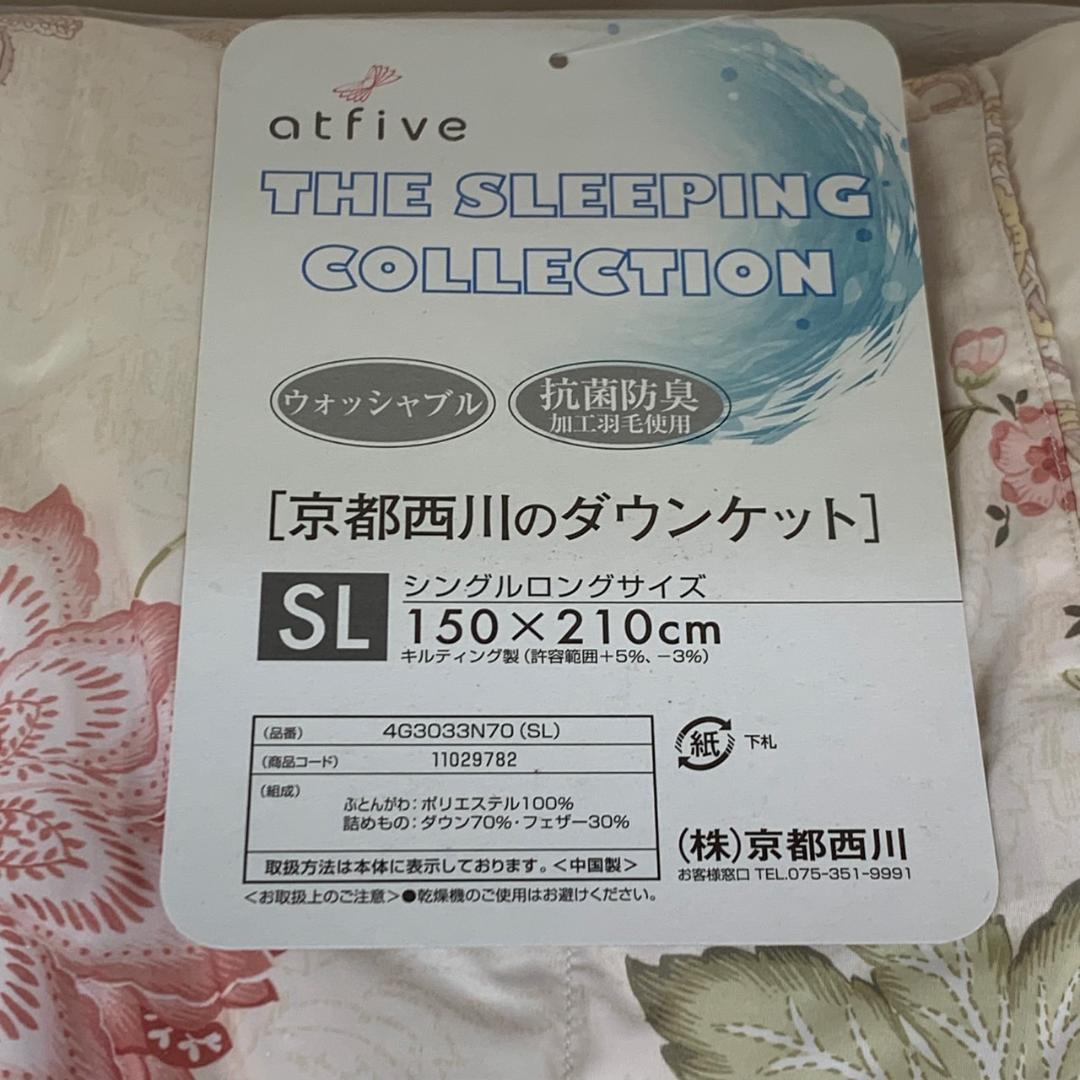 atfive
THE SLEEPING
COLLECTION
ウォッシャブル
抗菌防臭
加工羽毛使用
[京都西川のダウンケット]
SL
シングルロングサイズ
150×210cm
キルティング製(許容範囲+5%、-3%)
(品番) 4G3033N70(SL)
(商品コード) 11029782
(組成)
ふとんがわ:ポリエステル100%
詰めもの:ダウン70%・フェザー30%
取扱方法は本体に表示しております。<中国製>
<お取扱上のご注意>●乾燥機のご使用はお避けください。
紙 下札
(株)京都西川
お客様窓口 TEL.075-351-9991